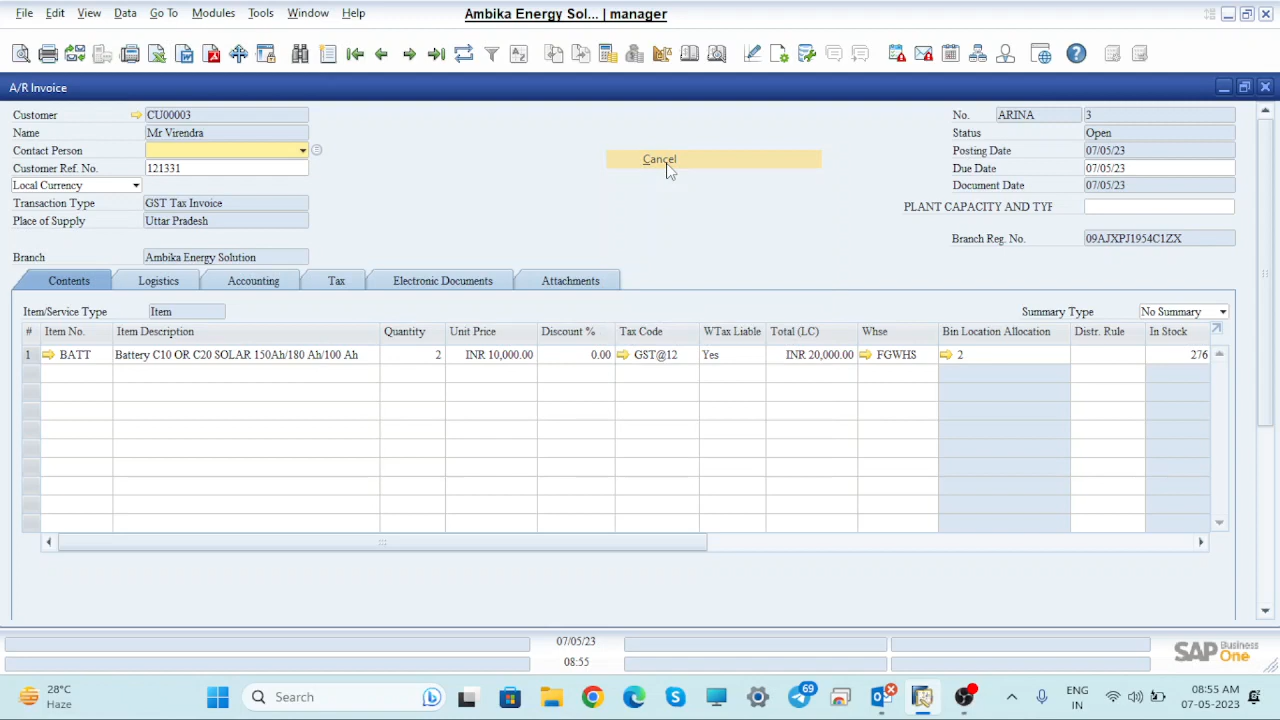 File Edit View Go To Modules Tools Window Help
Ambika Energy Sol... | manager
A/R Invoice
Customer CU00003
Name Mr Virendra
Contact Person
Customer Ref. No. 121331
Local Currency
Transaction Type GST Tax Invoice
Place of Supply Uttar Pradesh
Branch Ambika Energy Solution
Cancel
No. ARINA 3
Status Open
Posting Date 07/05/23
Due Date 07/05/23
Document Date 07/05/23
PLANT CAPACITY AND TYP
Branch Reg. No. 09AJXPJ1954C1ZX
Contents Logistics Accounting Tax Electronic Documents Attachments
Item/Service Type Item
Summary Type No Summary
# Item No. Item Description Quantity Unit Price Discount % Tax Code WTax Liable Total (LC) Whse Bin Location Allocation Distr. Rule In Stock
1 BATT Battery C10 OR C20 SOLAR 150Ah/180 Ah/100 Ah 2 INR 10,000.00 0.00 GST@12 Yes INR 20,000.00 FGWHS 2 276
07/05/23
08:55
SAP Business One
28°C
Haze
Search
69
ENG
IN
08:55 AM
07-05-2023